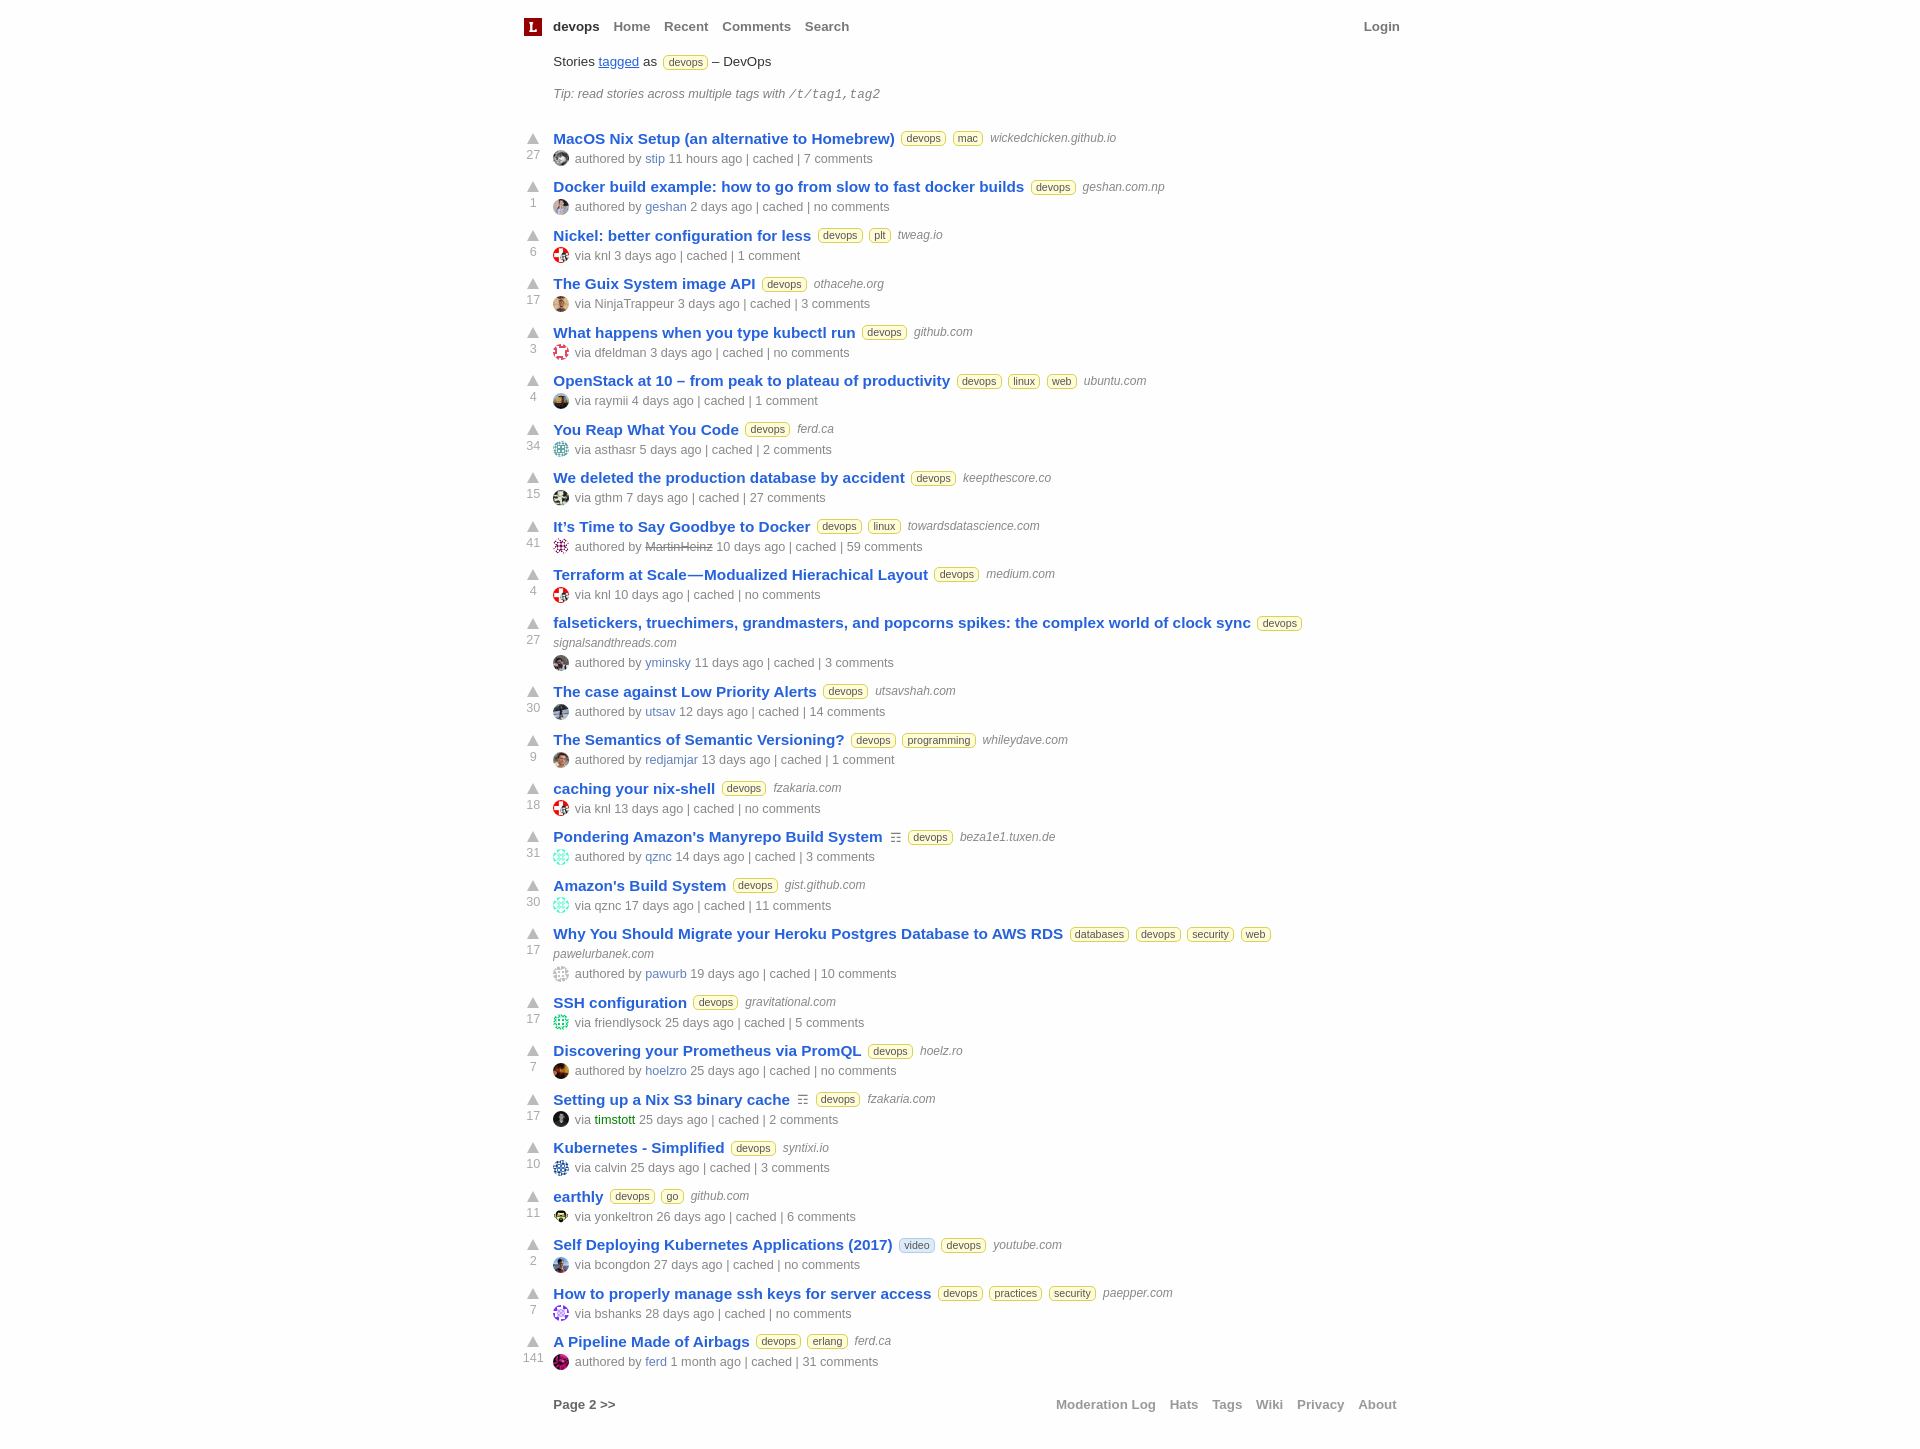 L devops Home Recent Comments Search Login
Stories tagged as devops – DevOps
Tip: read stories across multiple tags with /t/tag1,tag2
MacOS Nix Setup (an alternative to Homebrew) devops mac wickedchicken.github.io
27 authored by stip 11 hours ago | cached | 7 comments
Docker build example: how to go from slow to fast docker builds devops geshan.com.np
1 authored by geshan 2 days ago | cached | no comments
Nickel: better configuration for less devops plt tweag.io
6 via knl 3 days ago | cached | 1 comment
The Guix System image API devops othacehe.org
17 via NinjaTrappeur 3 days ago | cached | 3 comments
What happens when you type kubectl run devops github.com
3 via dfeldman 3 days ago | cached | no comments
OpenStack at 10 – from peak to plateau of productivity devops linux web ubuntu.com
4 via raymii 4 days ago | cached | 1 comment
You Reap What You Code devops ferd.ca
34 via asthasr 5 days ago | cached | 2 comments
We deleted the production database by accident devops keepthescore.co
15 via gthm 7 days ago | cached | 27 comments
It’s Time to Say Goodbye to Docker devops linux towardsdatascience.com
41 authored by MartinHeinz 10 days ago | cached | 59 comments
Terraform at Scale — Modualized Hierachical Layout devops medium.com
4 via knl 10 days ago | cached | no comments
falsetickers, truechimers, grandmasters, and popcorns spikes: the complex world of clock sync devops
27 signalsandthreads.com
authored by yminsky 11 days ago | cached | 3 comments
The case against Low Priority Alerts devops utsavshah.com
30 authored by utsav 12 days ago | cached | 14 comments
The Semantics of Semantic Versioning? devops programming whileydave.com
9 authored by redjamjar 13 days ago | cached | 1 comment
caching your nix-shell devops fzakaria.com
18 via knl 13 days ago | cached | no comments
Pondering Amazon's Manyrepo Build System ☶ devops beza1e1.tuxen.de
31 authored by qznc 14 days ago | cached | 3 comments
Amazon's Build System devops gist.github.com
30 via qznc 17 days ago | cached | 11 comments
Why You Should Migrate your Heroku Postgres Database to AWS RDS databases devops security web
17 pawelurbanek.com
authored by pawurb 19 days ago | cached | 10 comments
SSH configuration devops gravitational.com
17 via friendlysock 25 days ago | cached | 5 comments
Discovering your Prometheus via PromQL devops hoelz.ro
7 authored by hoelzro 25 days ago | cached | no comments
Setting up a Nix S3 binary cache ☶ devops fzakaria.com
17 via timstott 25 days ago | cached | 2 comments
Kubernetes - Simplified devops syntixi.io
10 via calvin 25 days ago | cached | 3 comments
earthly devops go github.com
11 via yonkeltron 26 days ago | cached | 6 comments
Self Deploying Kubernetes Applications (2017) video devops youtube.com
2 via bcongdon 27 days ago | cached | no comments
How to properly manage ssh keys for server access devops practices security paepper.com
7 via bshanks 28 days ago | cached | no comments
A Pipeline Made of Airbags devops erlang ferd.ca
141 authored by ferd 1 month ago | cached | 31 comments
Page 2 >> Moderation Log Hats Tags Wiki Privacy About